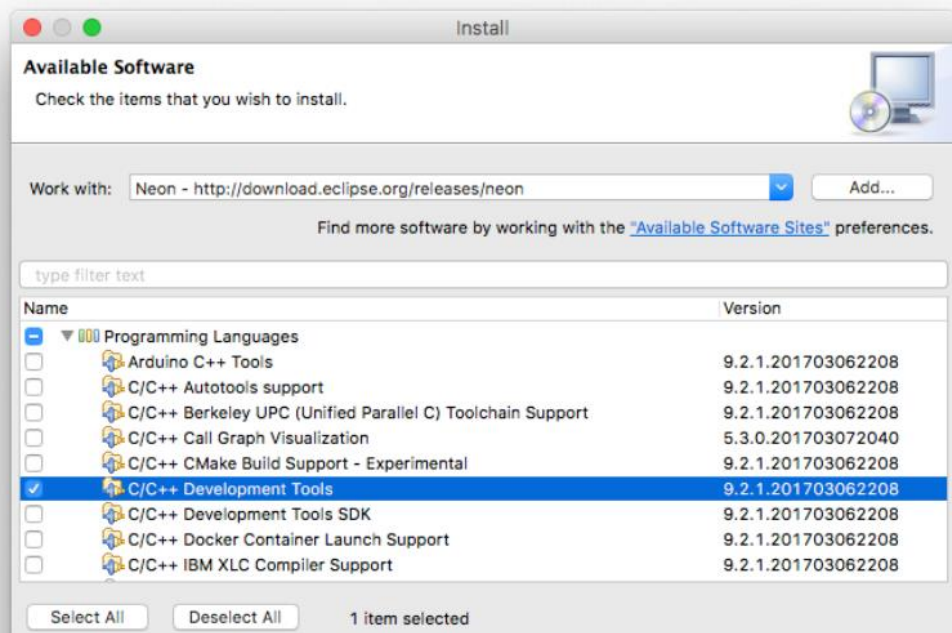 Install
Available Software
Check the items that you wish to install.
Work with: Neon - http://download.eclipse.org/releases/neon Add...
Find more software by working with the "Available Software Sites" preferences.
type filter text
Name Version
Programming Languages
Arduino C++ Tools 9.2.1.201703062208
C/C++ Autotools support 9.2.1.201703062208
C/C++ Berkeley UPC (Unified Parallel C) Toolchain Support 9.2.1.201703062208
C/C++ Call Graph Visualization 5.3.0.201703072040
C/C++ CMake Build Support - Experimental 9.2.1.201703062208
C/C++ Development Tools 9.2.1.201703062208
C/C++ Development Tools SDK 9.2.1.201703062208
C/C++ Docker Container Launch Support 9.2.1.201703062208
C/C++ IBM XLC Compiler Support 9.2.1.201703062208
Select All Deselect All 1 item selected